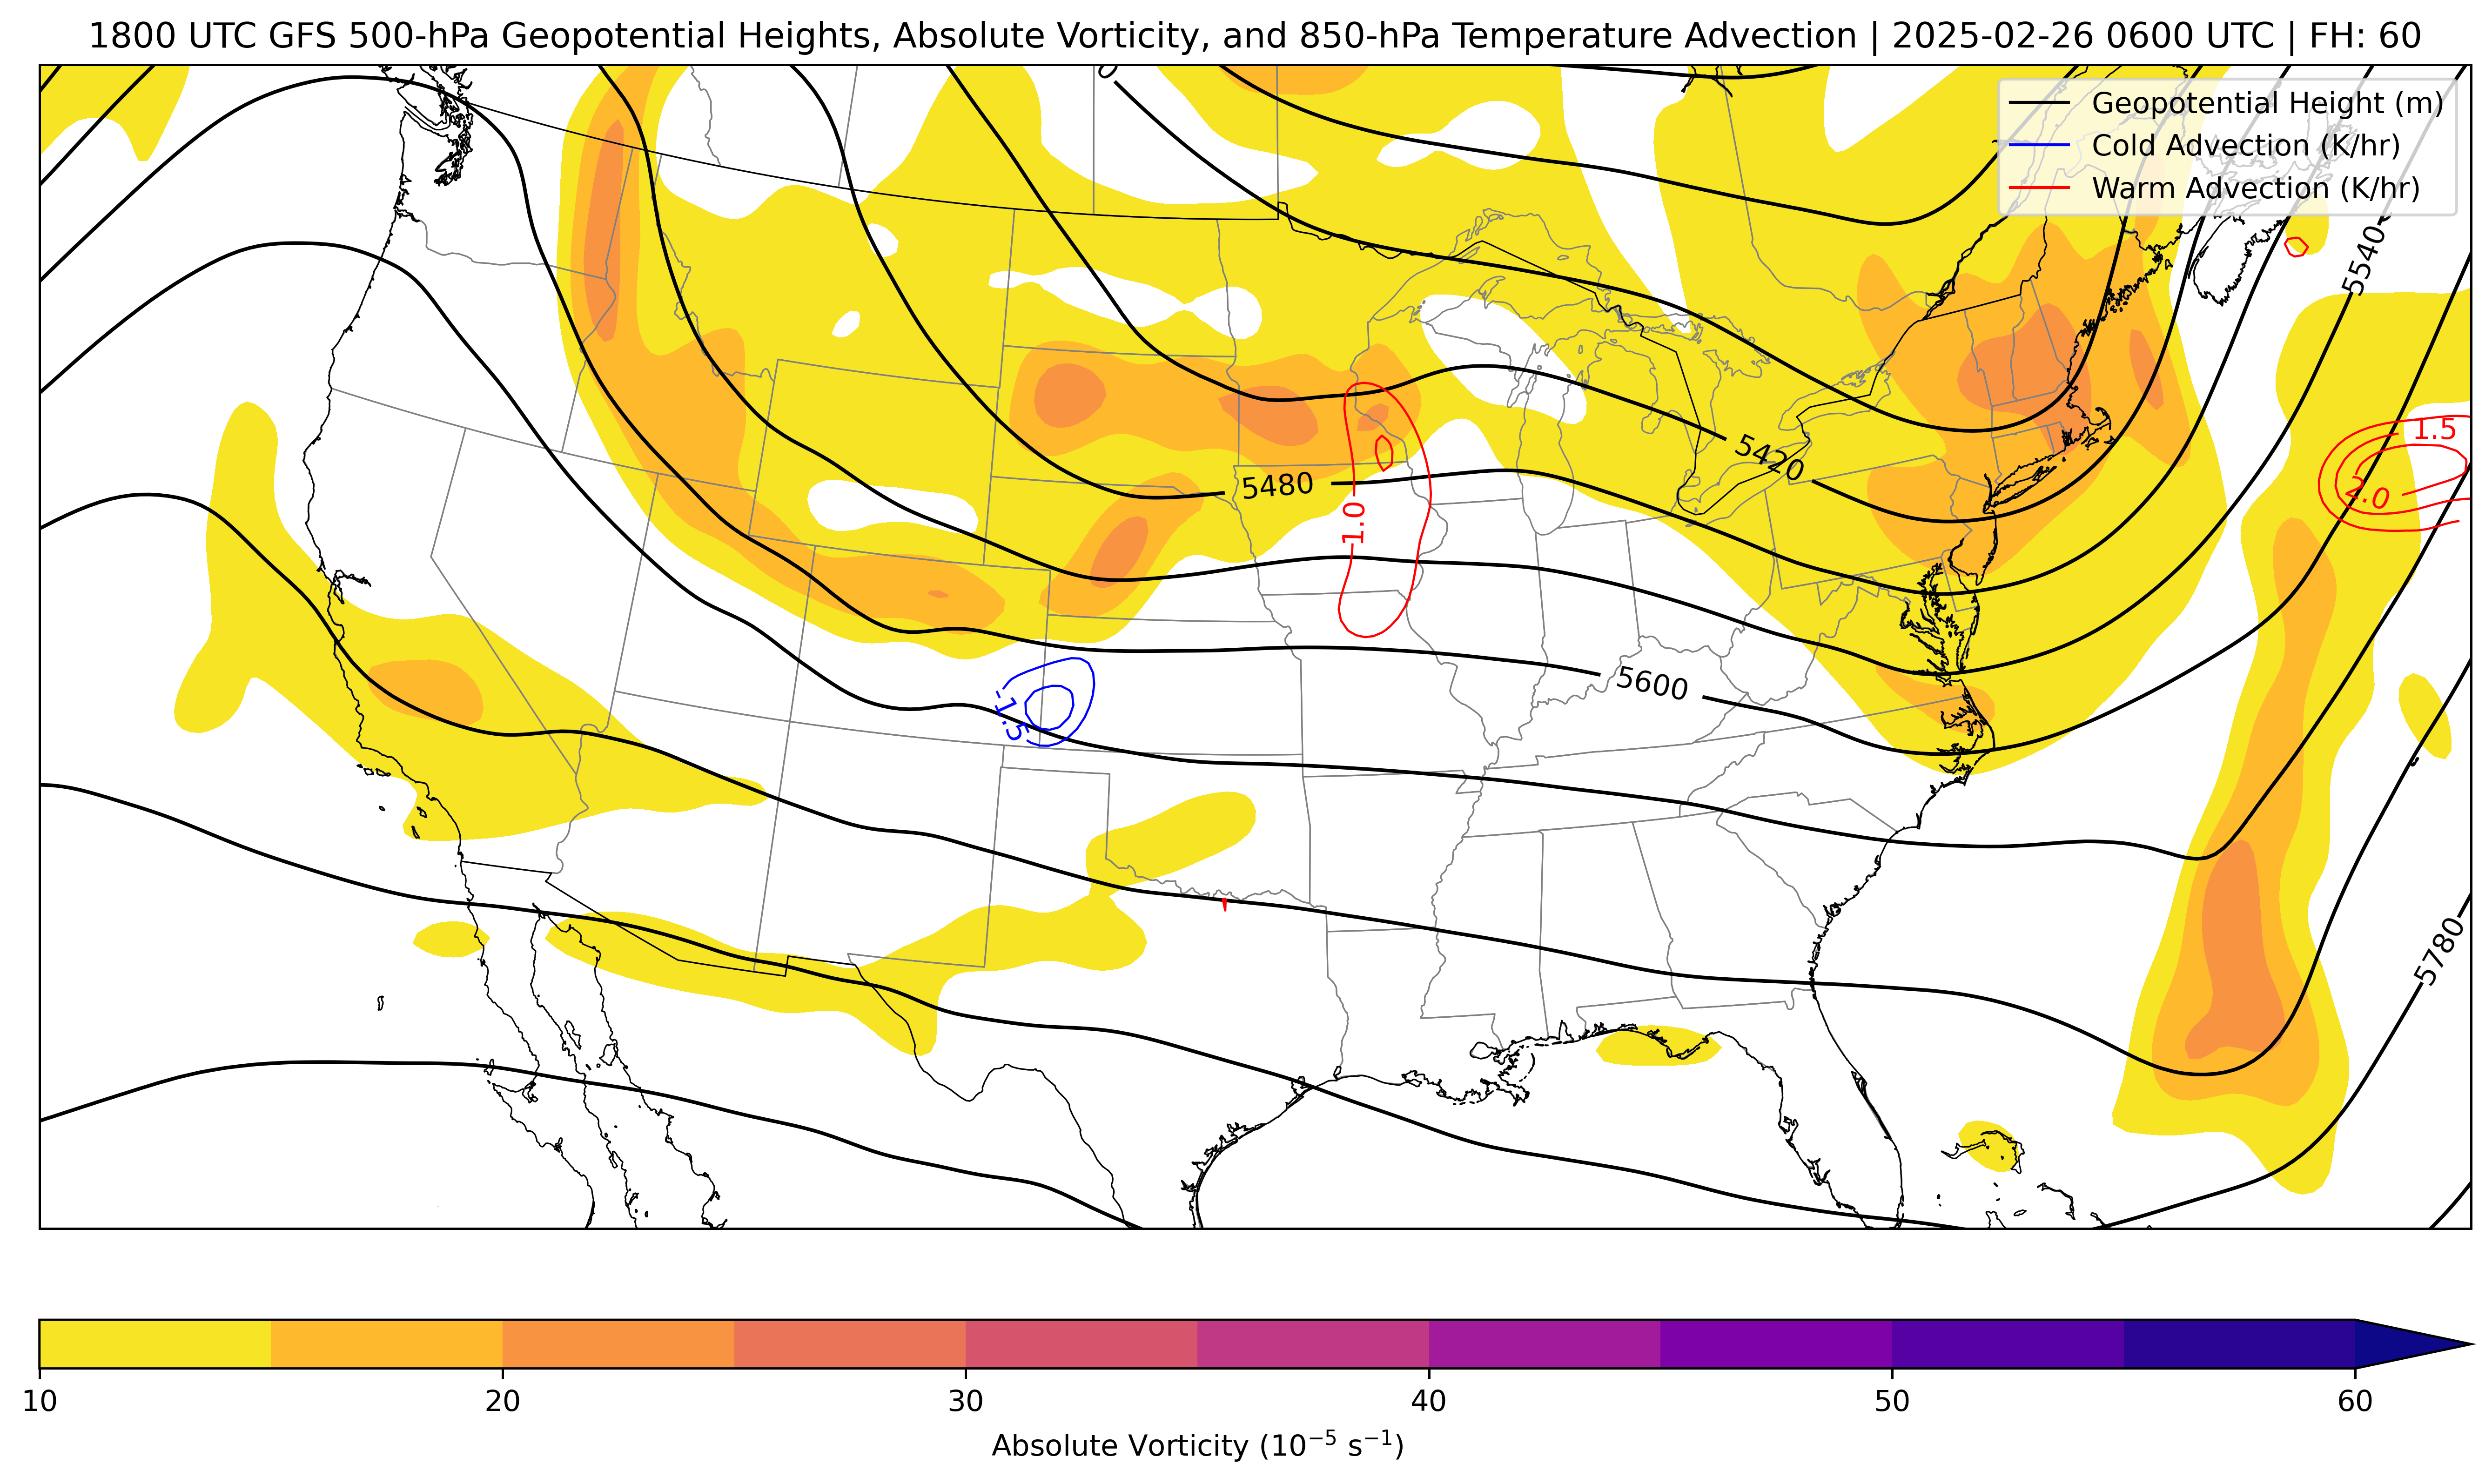 1800 UTC GFS 500-hPa Geopotential Heights, Absolute Vorticity, and 850-hPa Temperature Advection | 2025-02-26 0600 UTC | FH: 60
Geopotential Height (m)
Cold Advection (K/hr)
Warm Advection (K/hr)
5540
1.5
5420
5480
2.0
1.0
5600
-1.5
5780
10 20 30 40 50 60
Absolute Vorticity (10⁻⁵ s⁻¹)